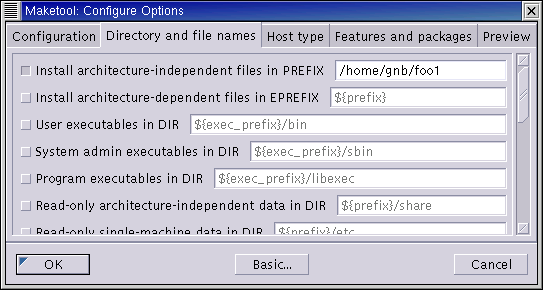 Maketool: Configure Options
Configuration Directory and file names Host type Features and packages Preview
Install architecture-independent files in PREFIX /home/gnb/foo1
Install architecture-dependent files in EPREFIX ${prefix}
User executables in DIR ${exec_prefix}/bin
System admin executables in DIR ${exec_prefix}/sbin
Program executables in DIR ${exec_prefix}/libexec
Read-only architecture-independent data in DIR ${prefix}/share
Read-only single-machine data in DIR ${prefix}/etc
OK Basic... Cancel